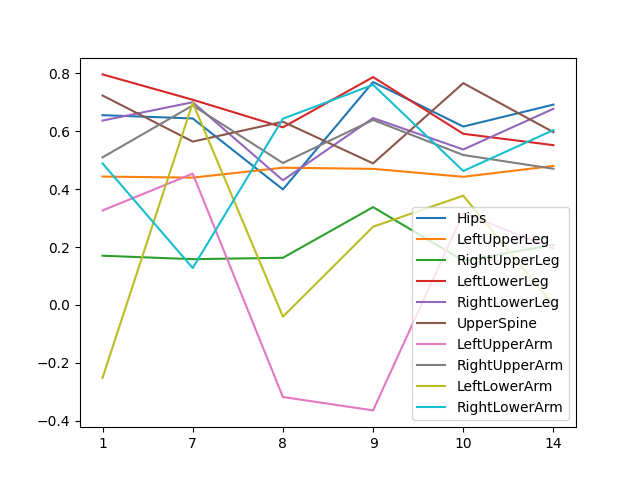 0.8
0.6
0.4
0.2
0.0
−0.2
−0.4
1 7 8 9 10 14
Hips
LeftUpperLeg
RightUpperLeg
LeftLowerLeg
RightLowerLeg
UpperSpine
LeftUpperArm
RightUpperArm
LeftLowerArm
RightLowerArm